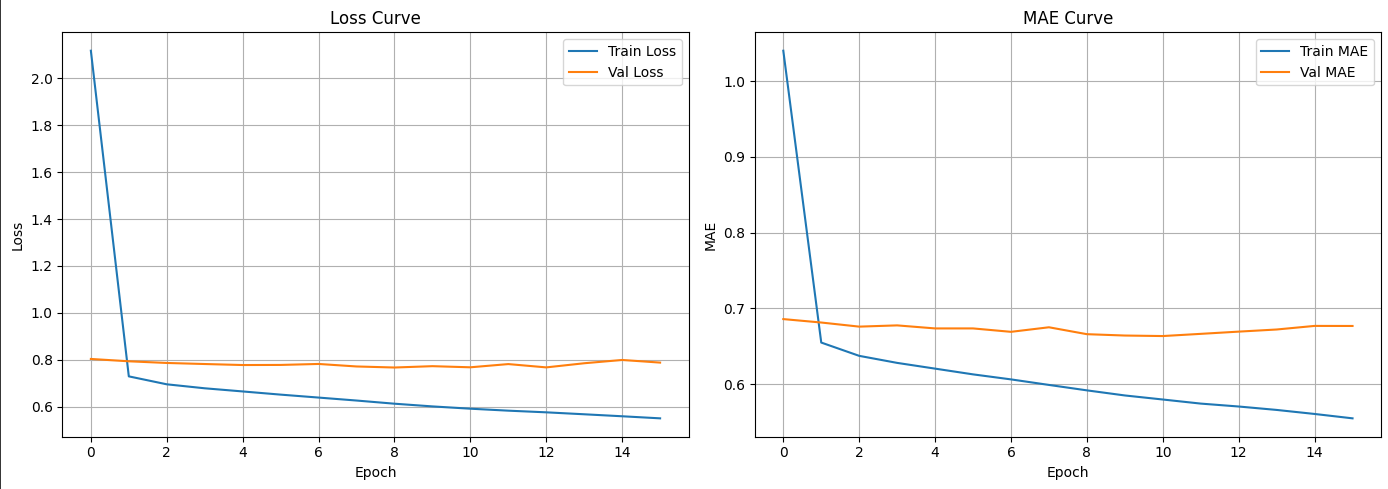 Loss Curve
Train Loss
Val Loss
Loss
2.0
1.8
1.6
1.4
1.2
1.0
0.8
0.6
0 2 4 6 8 10 12 14
Epoch
MAE Curve
Train MAE
Val MAE
MAE
1.0
0.9
0.8
0.7
0.6
0 2 4 6 8 10 12 14
Epoch